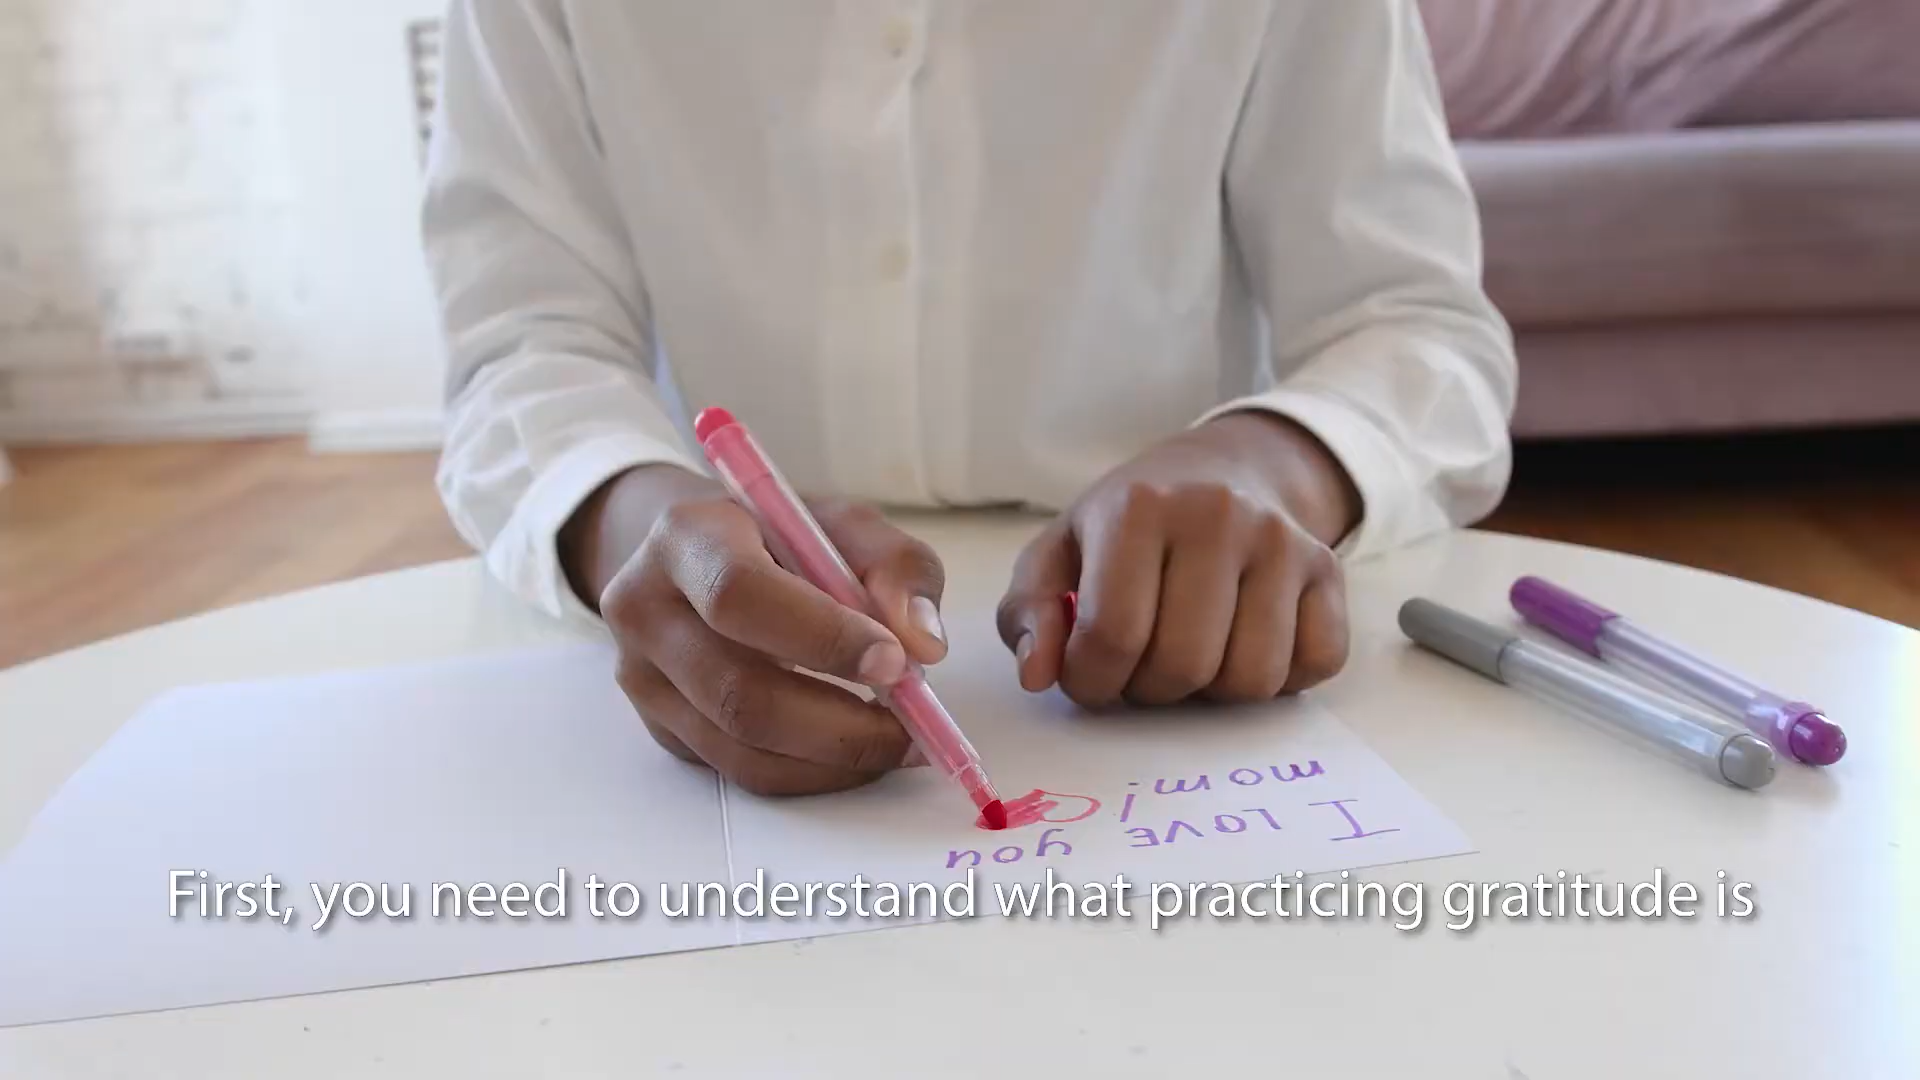 I LOVE you
mom!
First, you need to understand what practicing gratitude is